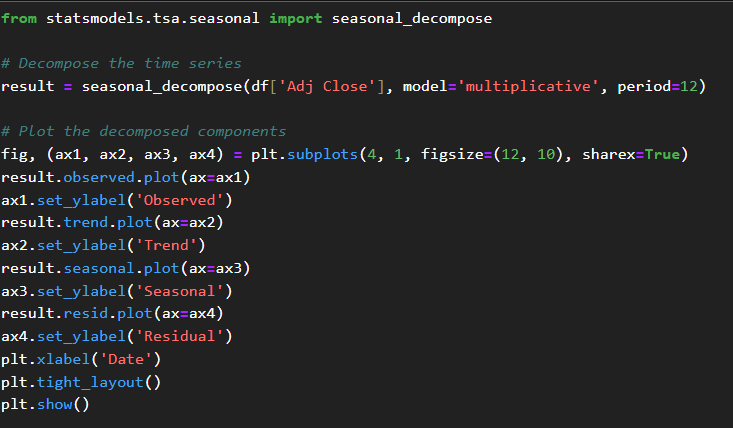 from statsmodels.tsa.seasonal import seasonal_decompose
# Decompose the time series
result = seasonal_decompose(df['Adj Close'], model='multiplicative', period=12)
# Plot the decomposed components
fig, (ax1, ax2, ax3, ax4) = plt.subplots(4, 1, figsize=(12, 10), sharex=True)
result.observed.plot(ax=ax1)
ax1.set_ylabel('Observed')
result.trend.plot(ax=ax2)
ax2.set_ylabel('Trend')
result.seasonal.plot(ax=ax3)
ax3.set_ylabel('Seasonal')
result.resid.plot(ax=ax4)
ax4.set_ylabel('Residual')
plt.xlabel('Date')
plt.tight_layout()
plt.show()